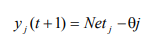 y_j (t + 1) = Net_j − θj